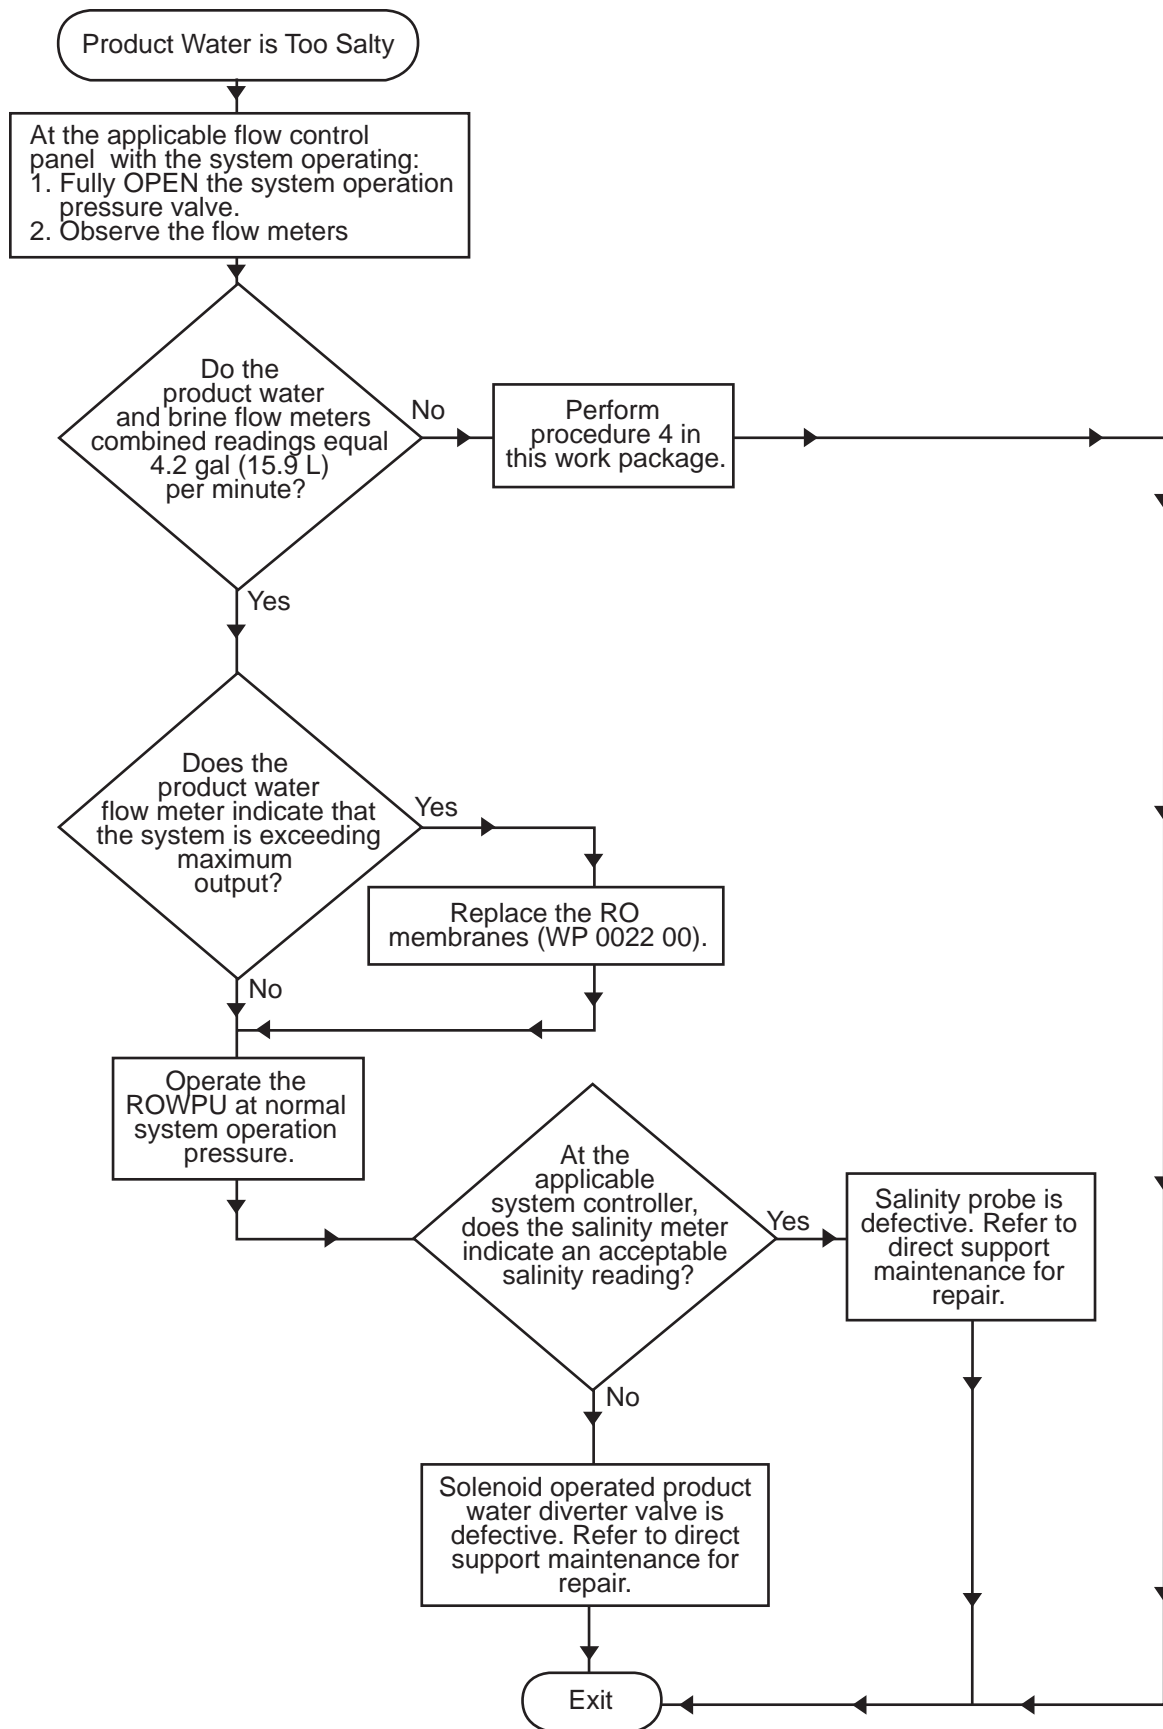 Product Water is Too Salty
At the applicable flow control
panel with the system operating:
1. Fully OPEN the system operation
pressure valve.
2. Observe the flow meters
Do the
product water
and brine flow meters
combined readings equal
4.2 gal (15.9 L)
per minute?
No
Perform
procedure 4 in
this work package.
Yes
Does the
product water
flow meter indicate that
the system is exceeding
maximum
output?
Yes
Replace the RO
membranes (WP 0022 00).
No
Operate the
ROWPU at normal
system operation
pressure.
At the
applicable
system controller,
does the salinity meter
indicate an acceptable
salinity reading?
Yes
Salinity probe is
defective. Refer to
direct support
maintenance for
repair.
No
Solenoid operated product
water diverter valve is
defective. Refer to direct
support maintenance for
repair.
Exit